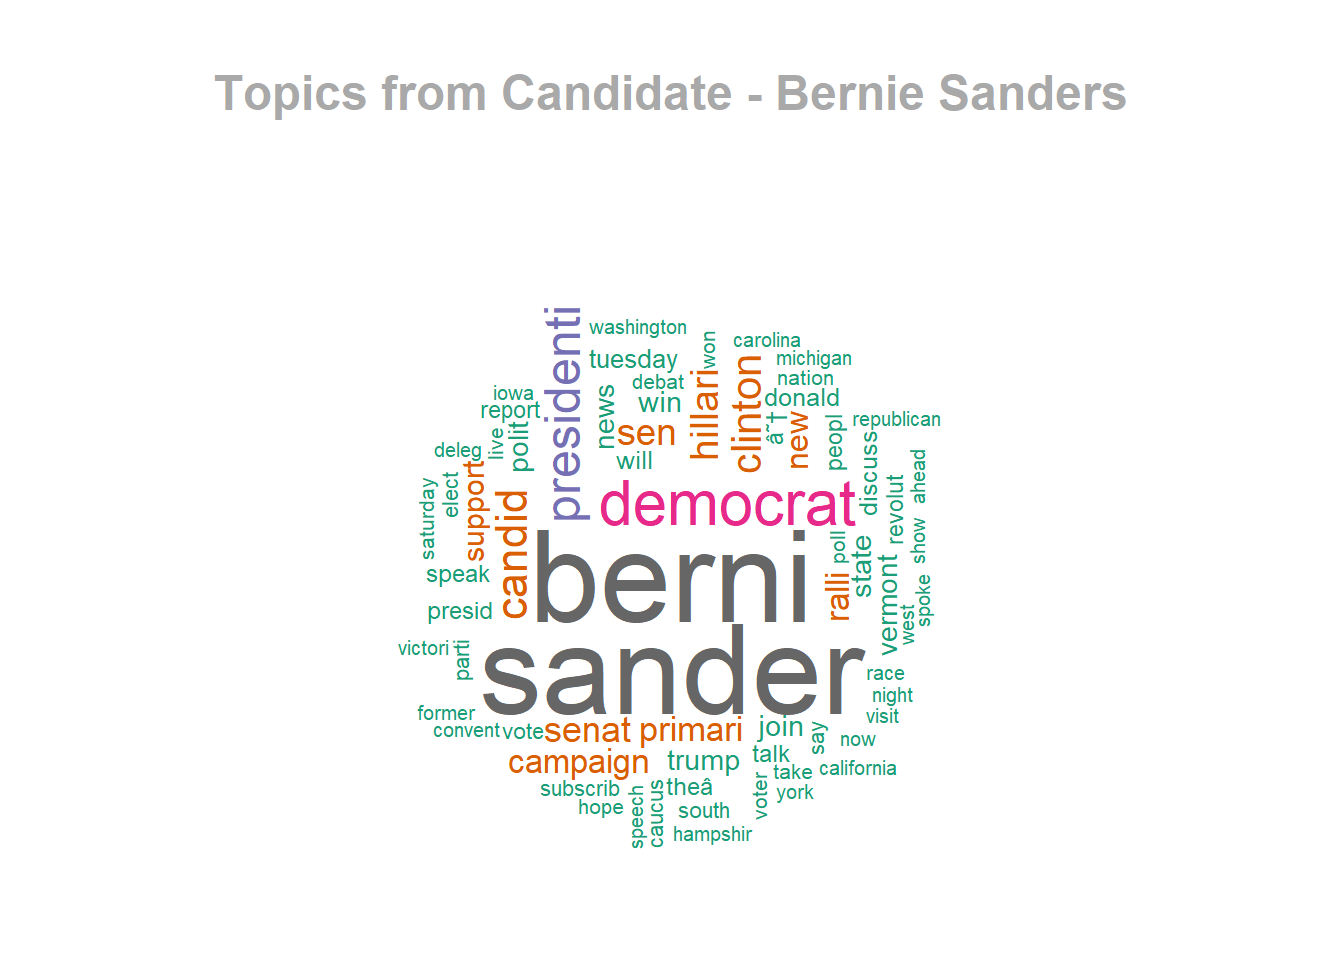 Topics from Candidate - Bernie Sanders
presidenti
washington
won
carolina
tuesday
michigan
debat
nation
iowa
report
news
win
hillari
clinton
donald
polit
live
sen
â˜†
new
peopl
republican
deleg
will
discuss
ahead
saturday
elect
support
candid
democrat
revolut
show
berni
poll
state
speak
ralli
vermont
west
spoke
presid
sander
victori
parti
race
night
former
convent
vote
senat
primari
join
say
visit
now
campaign
trump
talk
take
california
subscrib
theâ
voter
york
hope
speech
caucus
south
hampshir